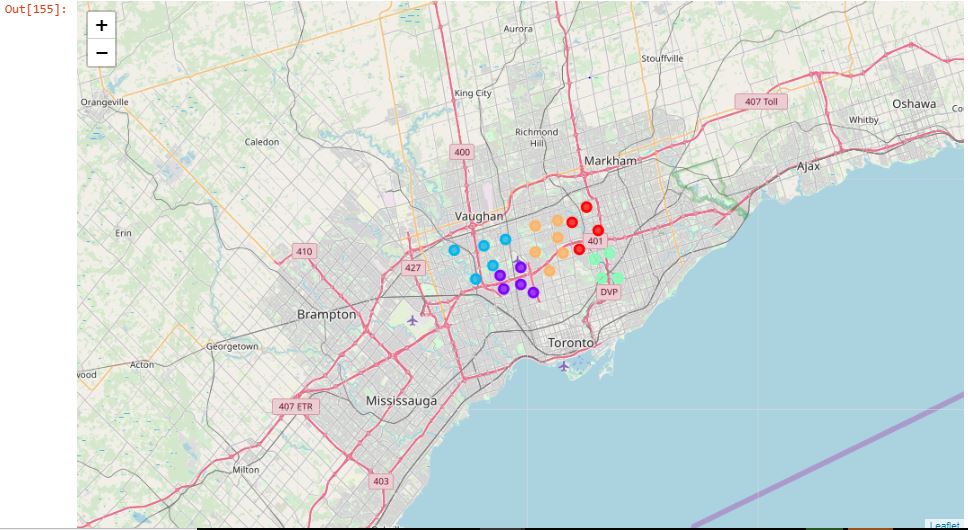 Out[155]:
+
−
Aurora
Stouffville
King City
Orangeville
407 Toll
Oshawa
Whitby
Richmond
Hill
Caledon
400
Markham
Ajax
Vaughan
Erin
401
410
427
DVP
Brampton
Toronto
Georgetown
Acton
Mississauga
407 ETR
Milton
403
Leaflet